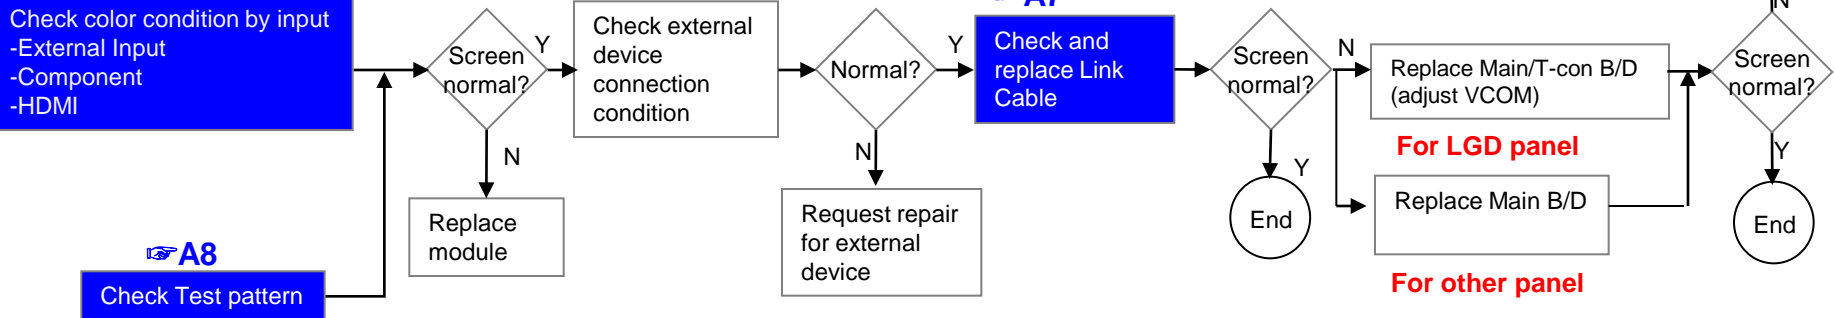 Check color condition by input
-External Input
-Component
-HDMI
Screen
normal?
Y
N
Replace
module
☞A8
Check Test pattern
Check external
device
connection
condition
Normal?
Y
N
Request repair
for external
device
A7
Check and
replace Link
Cable
Screen
normal?
N
Y
End
Replace Main/T-con B/D
(adjust VCOM)
For LGD panel
Replace Main B/D
For other panel
N
Screen
normal?
Y
End